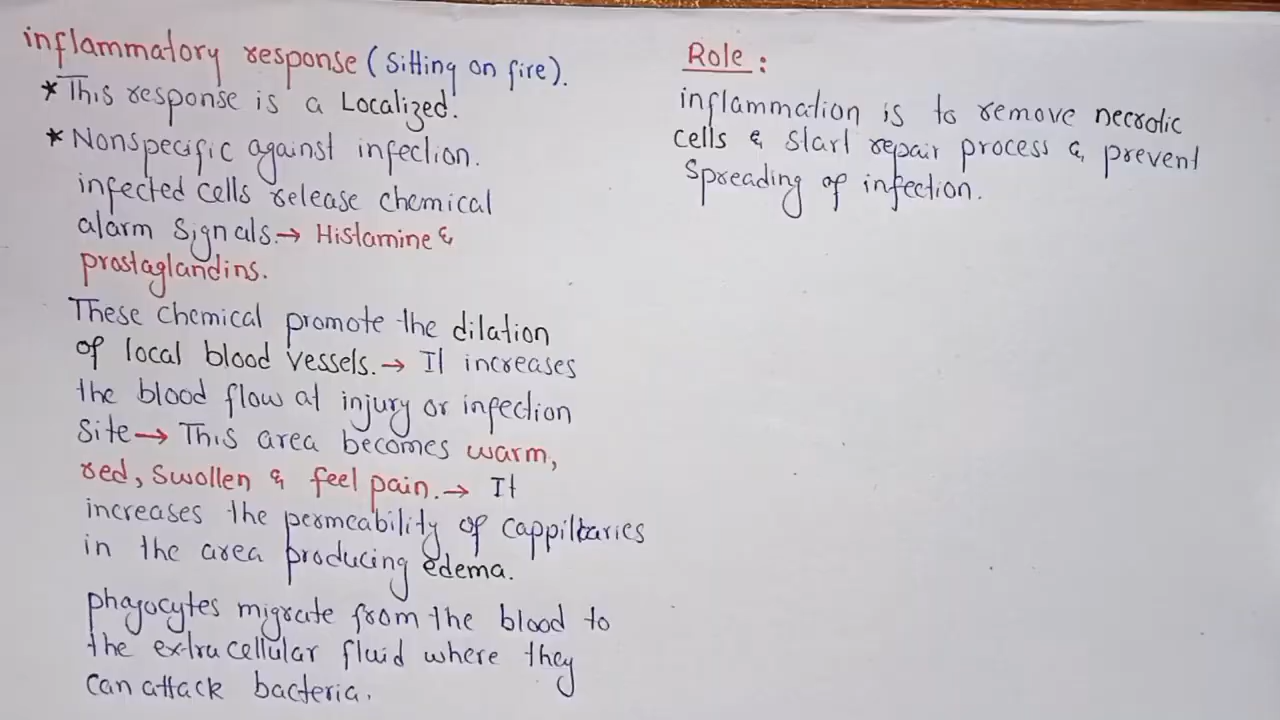 inflammatory response (Sitting on fire).
* This response is a Localized.
* Nonspecific against infection.
infected cells release chemical
alarm Signals. → Histamine &
prostaglandins.
These chemical promote the dilation
of local blood vessels. → It increases
the blood flow at injury or infection
Site → This area becomes warm,
red, Swollen & feel pain. → It
increases the permeability of cappillaries
in the area producing edema.
phagocytes migrate from the blood to
the extracellular fluid where they
can attack bacteria.
Role :
inflammation is to remove necrotic
cells & start repair process & prevent
Spreading of infection.